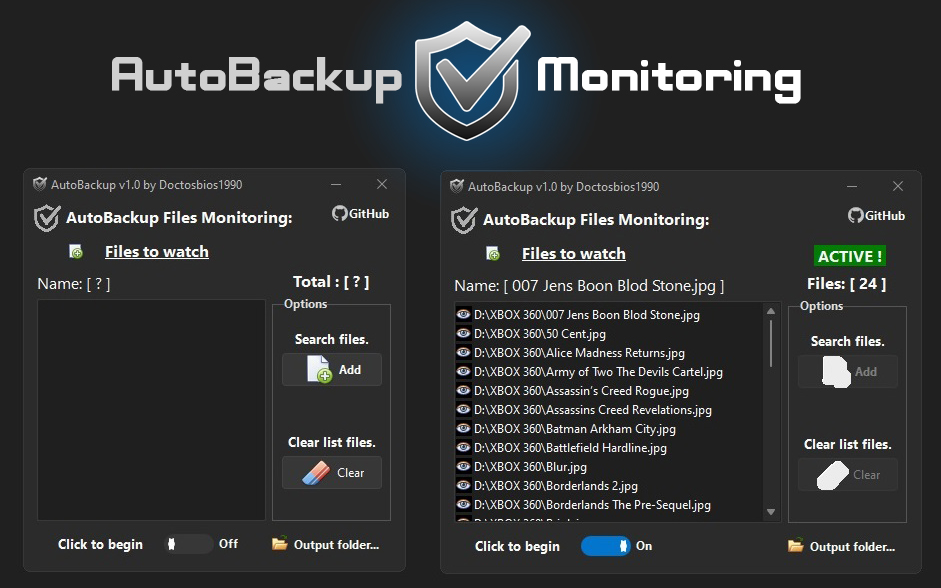 AutoBackup Monitoring
AutoBackup v1.0 by Doctosbios1990
AutoBackup Files Monitoring:
GitHub
Files to watch
Name: [ ? ]
Total : [ ? ]
Options
Search files.
Add
Clear list files.
Clear
Click to begin
Off
Output folder...
AutoBackup v1.0 by Doctosbios1990
AutoBackup Files Monitoring:
GitHub
Files to watch
ACTIVE !
Name: [ 007 Jens Boon Blod Stone.jpg ]
Files: [ 24 ]
Options
D:\XBOX 360\007 Jens Boon Blod Stone.jpg
D:\XBOX 360\50 Cent.jpg
D:\XBOX 360\Alice Madness Returns.jpg
D:\XBOX 360\Army of Two The Devils Cartel.jpg
D:\XBOX 360\Assassin's Creed Rogue.jpg
D:\XBOX 360\Assassins Creed Revelations.jpg
D:\XBOX 360\Batman Arkham City.jpg
D:\XBOX 360\Battlefield Hardline.jpg
D:\XBOX 360\Blur.jpg
D:\XBOX 360\Borderlands 2.jpg
D:\XBOX 360\Borderlands The Pre-Sequel.jpg
Search files.
Add
Clear list files.
Clear
Click to begin
On
Output folder...